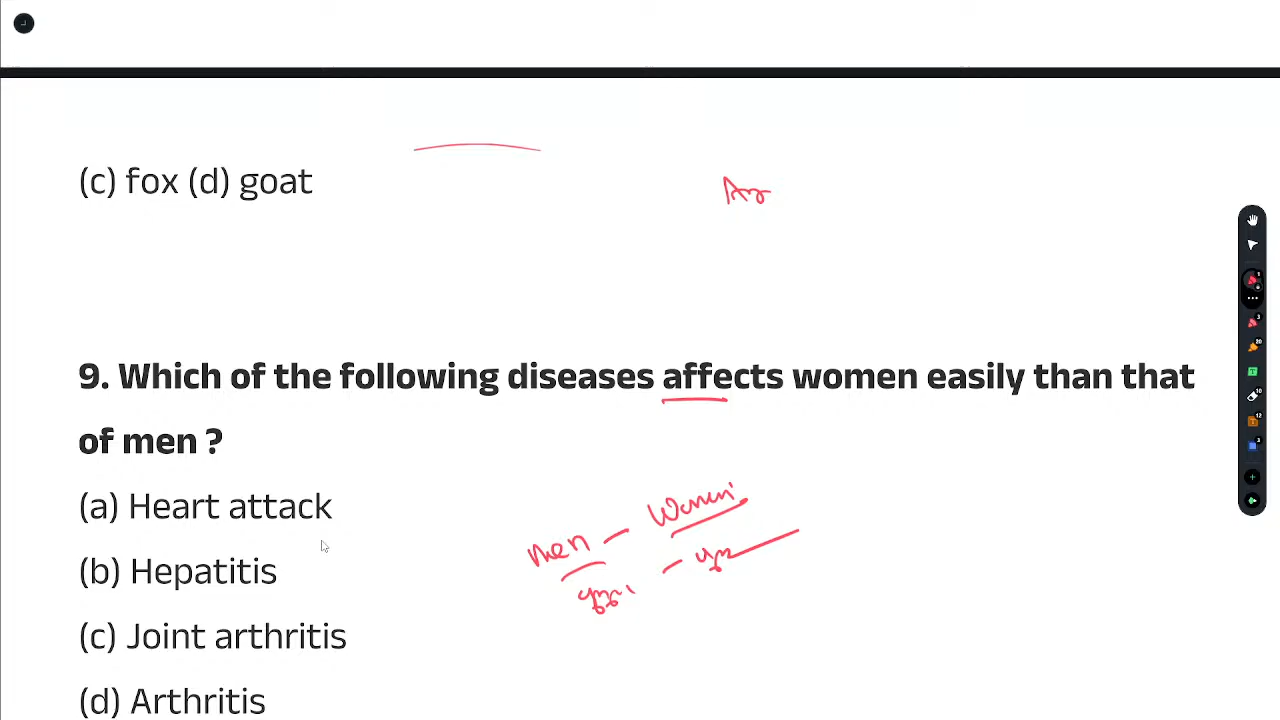 (c) fox (d) goat
9. Which of the following diseases affects women easily than that
of men ?
(a) Heart attack
men - Women
(b) Hepatitis
(c) Joint arthritis
(d) Arthritis